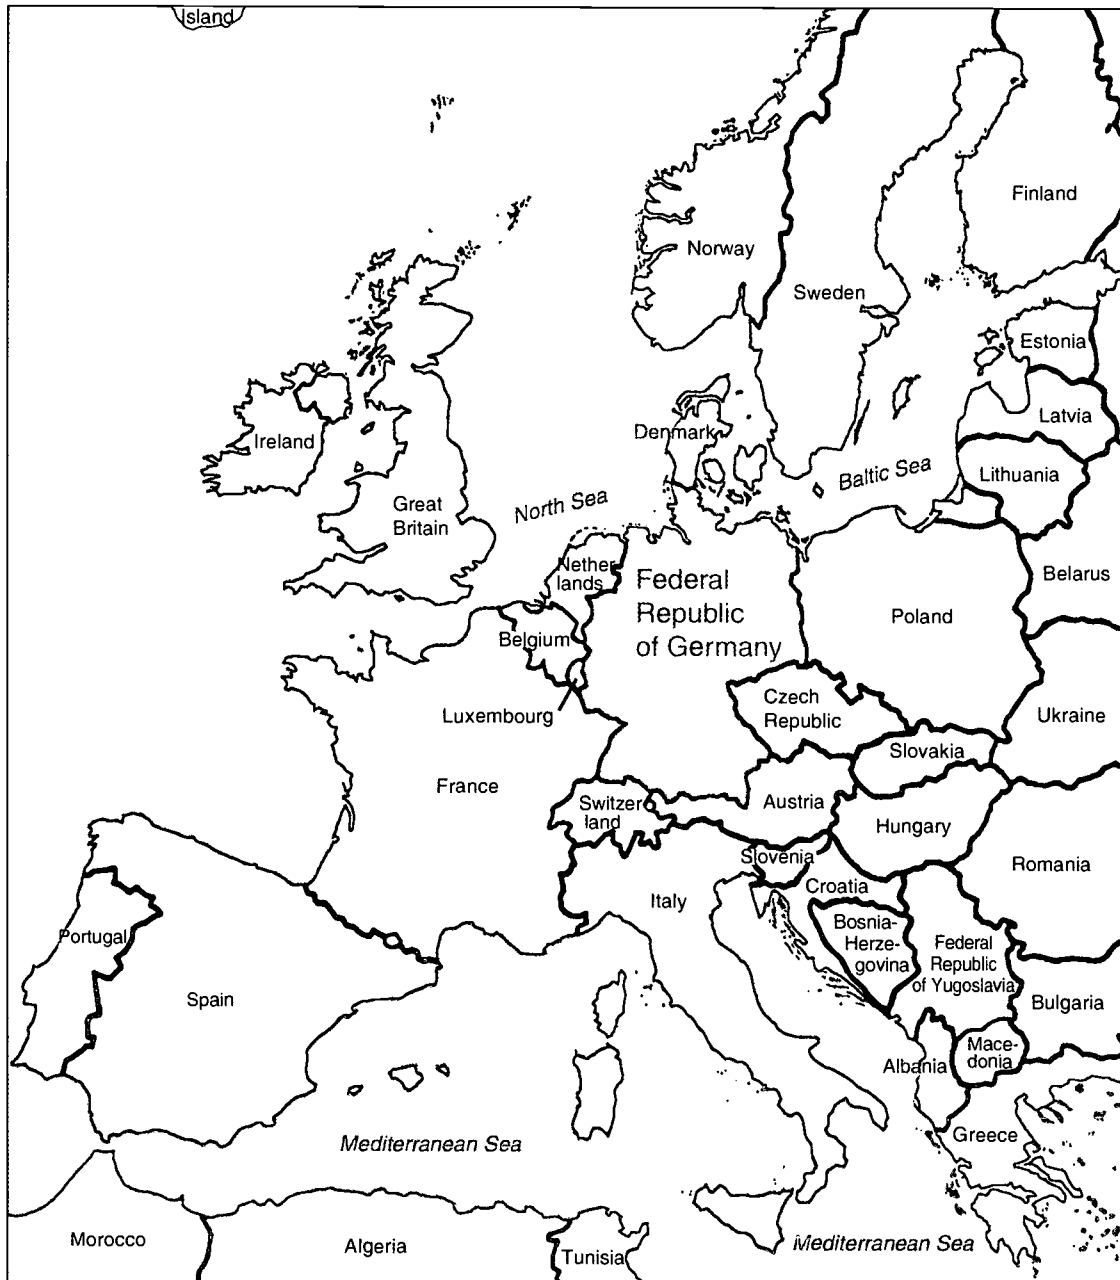 Island
Finland
Norway
Sweden
Estonia
Latvia
Denmark
Ireland
Baltic Sea
Lithuania
North Sea
Great
Britain
Nether
lands
Federal
Republic
of Germany
Belarus
Poland
Belgium
Czech
Republic
Luxembourg
Ukraine
Slovakia
France
Switzer
land
Austria
Hungary
Slovenia
Romania
Croatia
Italy
Bosnia-
Herze-
govina
Portugal
Federal
Republic
of Yugoslavia
Spain
Bulgaria
Mace-
donia
Albania
Greece
Mediterranean Sea
Morocco
Algeria
Tunisia
Mediterranean Sea